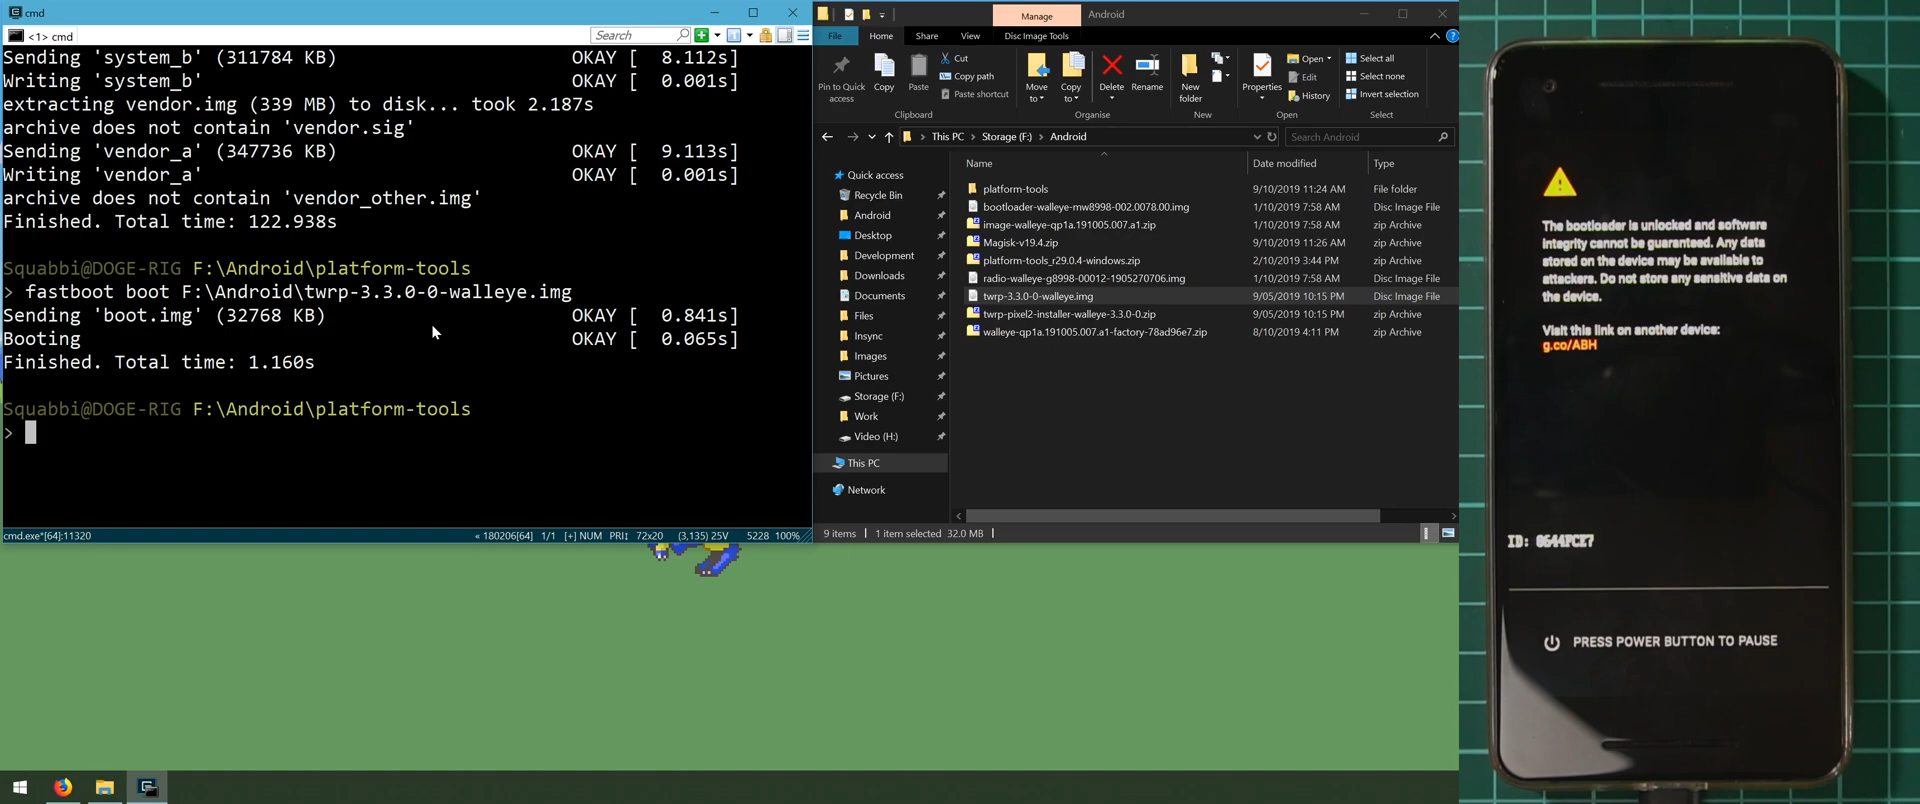 cmd
<1> cmd
Search
Sending 'system_b' (311784 KB) OKAY [ 8.112s]
Writing 'system_b' OKAY [ 0.001s]
extracting vendor.img (339 MB) to disk... took 2.187s
archive does not contain 'vendor.sig'
Sending 'vendor_a' (347736 KB) OKAY [ 9.113s]
Writing 'vendor_a' OKAY [ 0.001s]
archive does not contain 'vendor_other.img'
Finished. Total time: 122.938s
Squabbi@DOGE-RIG F:\Android\platform-tools
> fastboot boot F:\Android\twrp-3.3.0-0-walleye.img
Sending 'boot.img' (32768 KB) OKAY [ 0.841s]
Booting OKAY [ 0.065s]
Finished. Total time: 1.160s
Squabbi@DOGE-RIG F:\Android\platform-tools
>
cmd.exe*[64]:11320 « 180206[64] 1/1 [+] NUM PRI↕ 72x20 (3,135) 25V 5228 100%
Manage Android
File Home Share View Disc Image Tools
Pin to Quick access
Copy
Paste
Cut
Copy path
Paste shortcut
Clipboard
Move to
Copy to
Delete
Rename
Organise
New folder
New
Properties
Open
Edit
History
Open
Select all
Select none
Invert selection
Select
This PC > Storage (F:) > Android
Search Android
Quick access
Recycle Bin
Android
Desktop
Development
Downloads
Documents
Files
Insync
Images
Pictures
Storage (F:)
Work
Video (H:)
This PC
Network
Name Date modified Type
platform-tools 9/10/2019 11:24 AM File folder
bootloader-walleye-mw8998-002.0078.00.img 1/10/2019 7:58 AM Disc Image File
image-walleye-qp1a.191005.007.a1.zip 1/10/2019 7:58 AM zip Archive
Magisk-v19.4.zip 9/10/2019 11:26 AM zip Archive
platform-tools_r29.0.4-windows.zip 2/10/2019 3:44 PM zip Archive
radio-walleye-g8998-00012-1905270706.img 1/10/2019 7:58 AM Disc Image File
twrp-3.3.0-0-walleye.img 9/05/2019 10:15 PM Disc Image File
twrp-pixel2-installer-walleye-3.3.0-0.zip 9/05/2019 10:15 PM zip Archive
walleye-qp1a.191005.007.a1-factory-78ad96e7.zip 8/10/2019 4:11 PM zip Archive
9 items 1 item selected 32.0 MB
The bootloader is unlocked and software
integrity cannot be guaranteed. Any data
stored on the device may be available to
attackers. Do not store any sensitive data on
the device.
Visit this link on another device:
g.co/ABH
ID: 0644FCE7
PRESS POWER BUTTON TO PAUSE